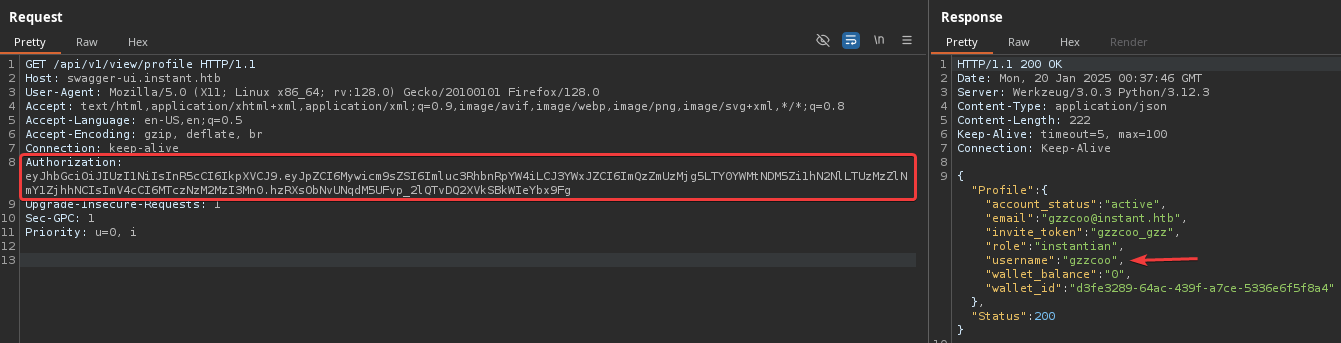 Request
Pretty
Raw
Hex
\n
1 GET /api/v1/view/profile HTTP/1.1
2 Host: swagger-ui.instant.htb
3 User-Agent: Mozilla/5.0 (X11; Linux x86_64; rv:128.0) Gecko/20100101 Firefox/128.0
4 Accept: text/html,application/xhtml+xml,application/xml;q=0.9,image/avif,image/webp,image/png,image/svg+xml,*/*;q=0.8
5 Accept-Language: en-US,en;q=0.5
6 Accept-Encoding: gzip, deflate, br
7 Connection: keep-alive
8 Authorization:
eyJhbGciOiJIUzI1NiIsInR5cCI6IkpXVCJ9.eyJpZCI6Mywicm9sZSI6Imluc3RhbnRpYW4iLCJ3YWxJZCI6ImQzZmUzMjg5LTY0YWMtNDM5Zi1hN2NlLTUzMzZlN
mY1ZjhhNCIsImV4cCI6MTczNzM2MzI3Mn0.hzRXsObNvUNqdM5UFvp_2lQTvDQ2XVkSBkWIeYbx9Fg
9 Upgrade-Insecure-Requests: 1
10 Sec-GPC: 1
11 Priority: u=0, i
12
13
Response
Pretty
Raw
Hex
Render
1 HTTP/1.1 200 OK
2 Date: Mon, 20 Jan 2025 00:37:46 GMT
3 Server: Werkzeug/3.0.3 Python/3.12.3
4 Content-Type: application/json
5 Content-Length: 222
6 Keep-Alive: timeout=5, max=100
7 Connection: Keep-Alive
8
9 {
"Profile":{
"account_status":"active",
"email":"gzzcoo@instant.htb",
"invite_token":"gzzcoo_gzz",
"role":"instantian",
"username":"gzzcoo",
"wallet_balance":"0",
"wallet_id":"d3fe3289-64ac-439f-a7ce-5336e6f5f8a4"
},
"Status":200
}
10